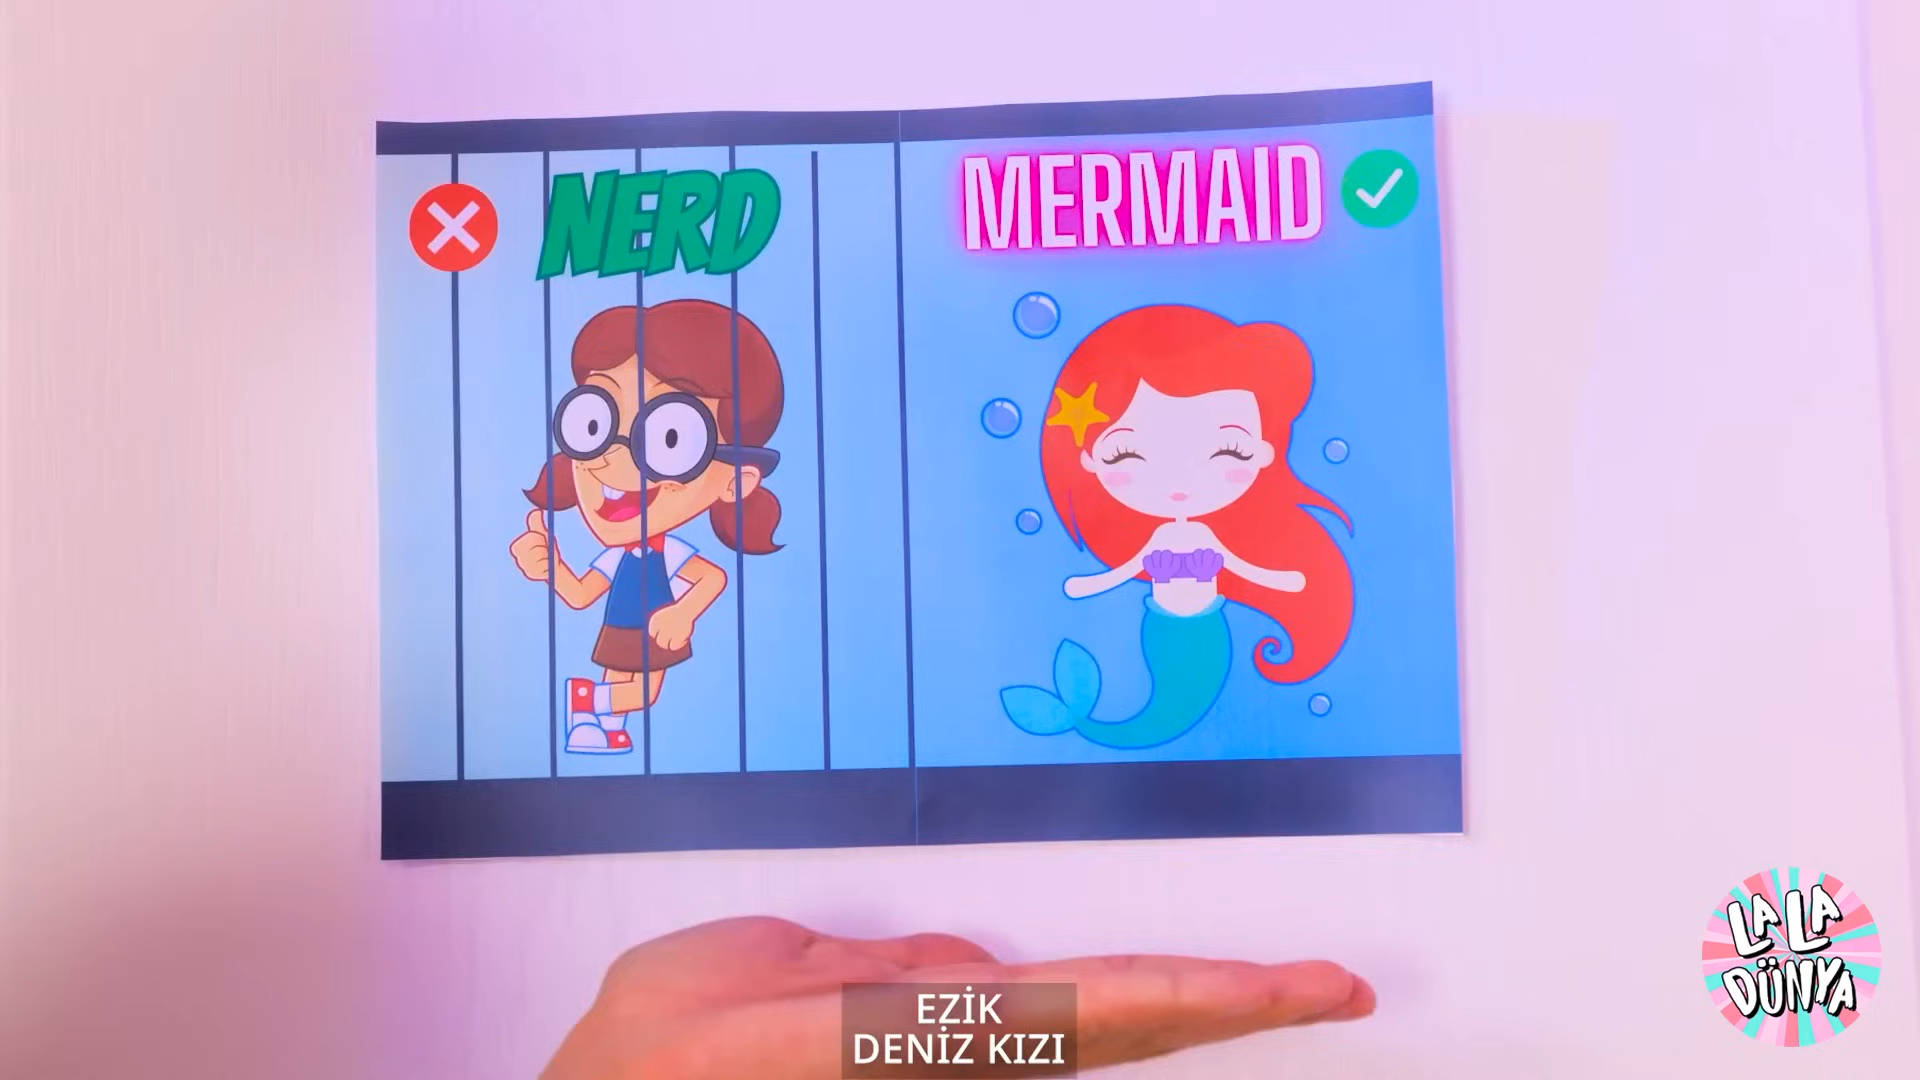 NERD
MERMAID
EZİK
DENİZ KIZI
LA LA
DÜNYA